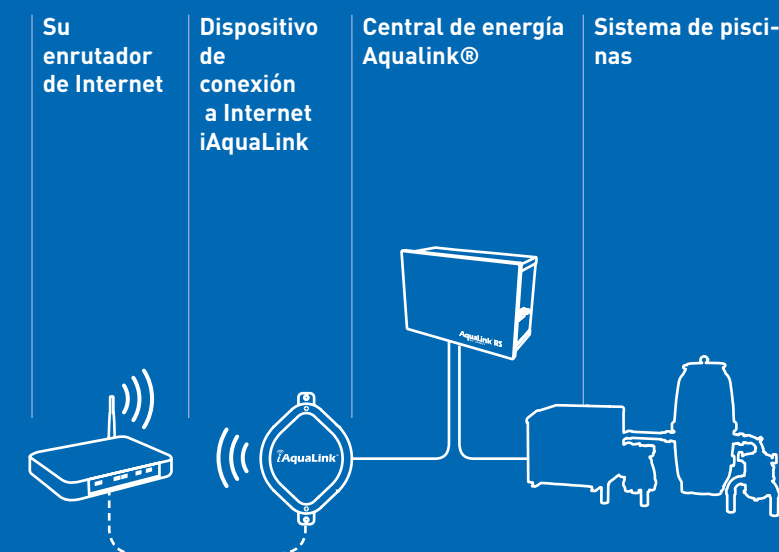 Su
enrutador
de Internet
Dispositivo
de
conexión
a Internet
iAquaLink
Central de energía
Aqualink®
Sistema de pisci-
nas
AquaLink RS
iAquaLink™